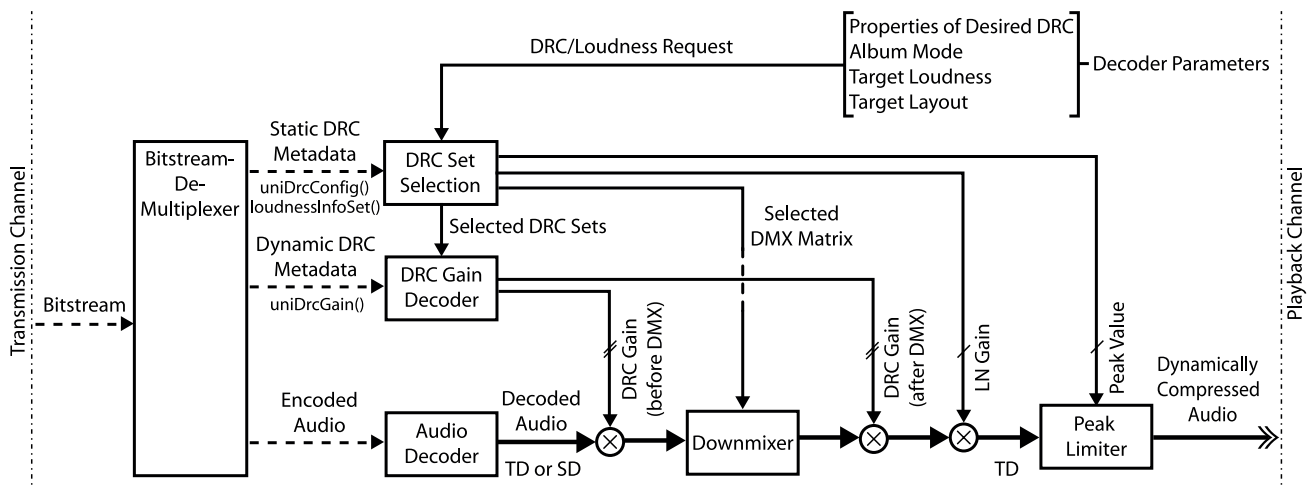 Properties of Desired DRC
Album Mode
Target Loudness
Target Layout
DRC/Loudness Request
Decoder Parameters
Transmission Channel
Playback Channel
Bitstream
Bitstream-
De-
Multiplexer
Static DRC
Metadata
uniDrcConfig()
loudnessInfoSet()
DRC Set
Selection
Selected DRC Sets
Selected
DMX Matrix
Dynamic DRC
Metadata
uniDrcGain()
DRC Gain
Decoder
DRC Gain
(before DMX)
DRC Gain
(after DMX)
LN Gain
Peak Value
Encoded
Audio
Audio
Decoder
Decoded
Audio
TD or SD
Downmixer
TD
Peak
Limiter
Dynamically
Compressed
Audio